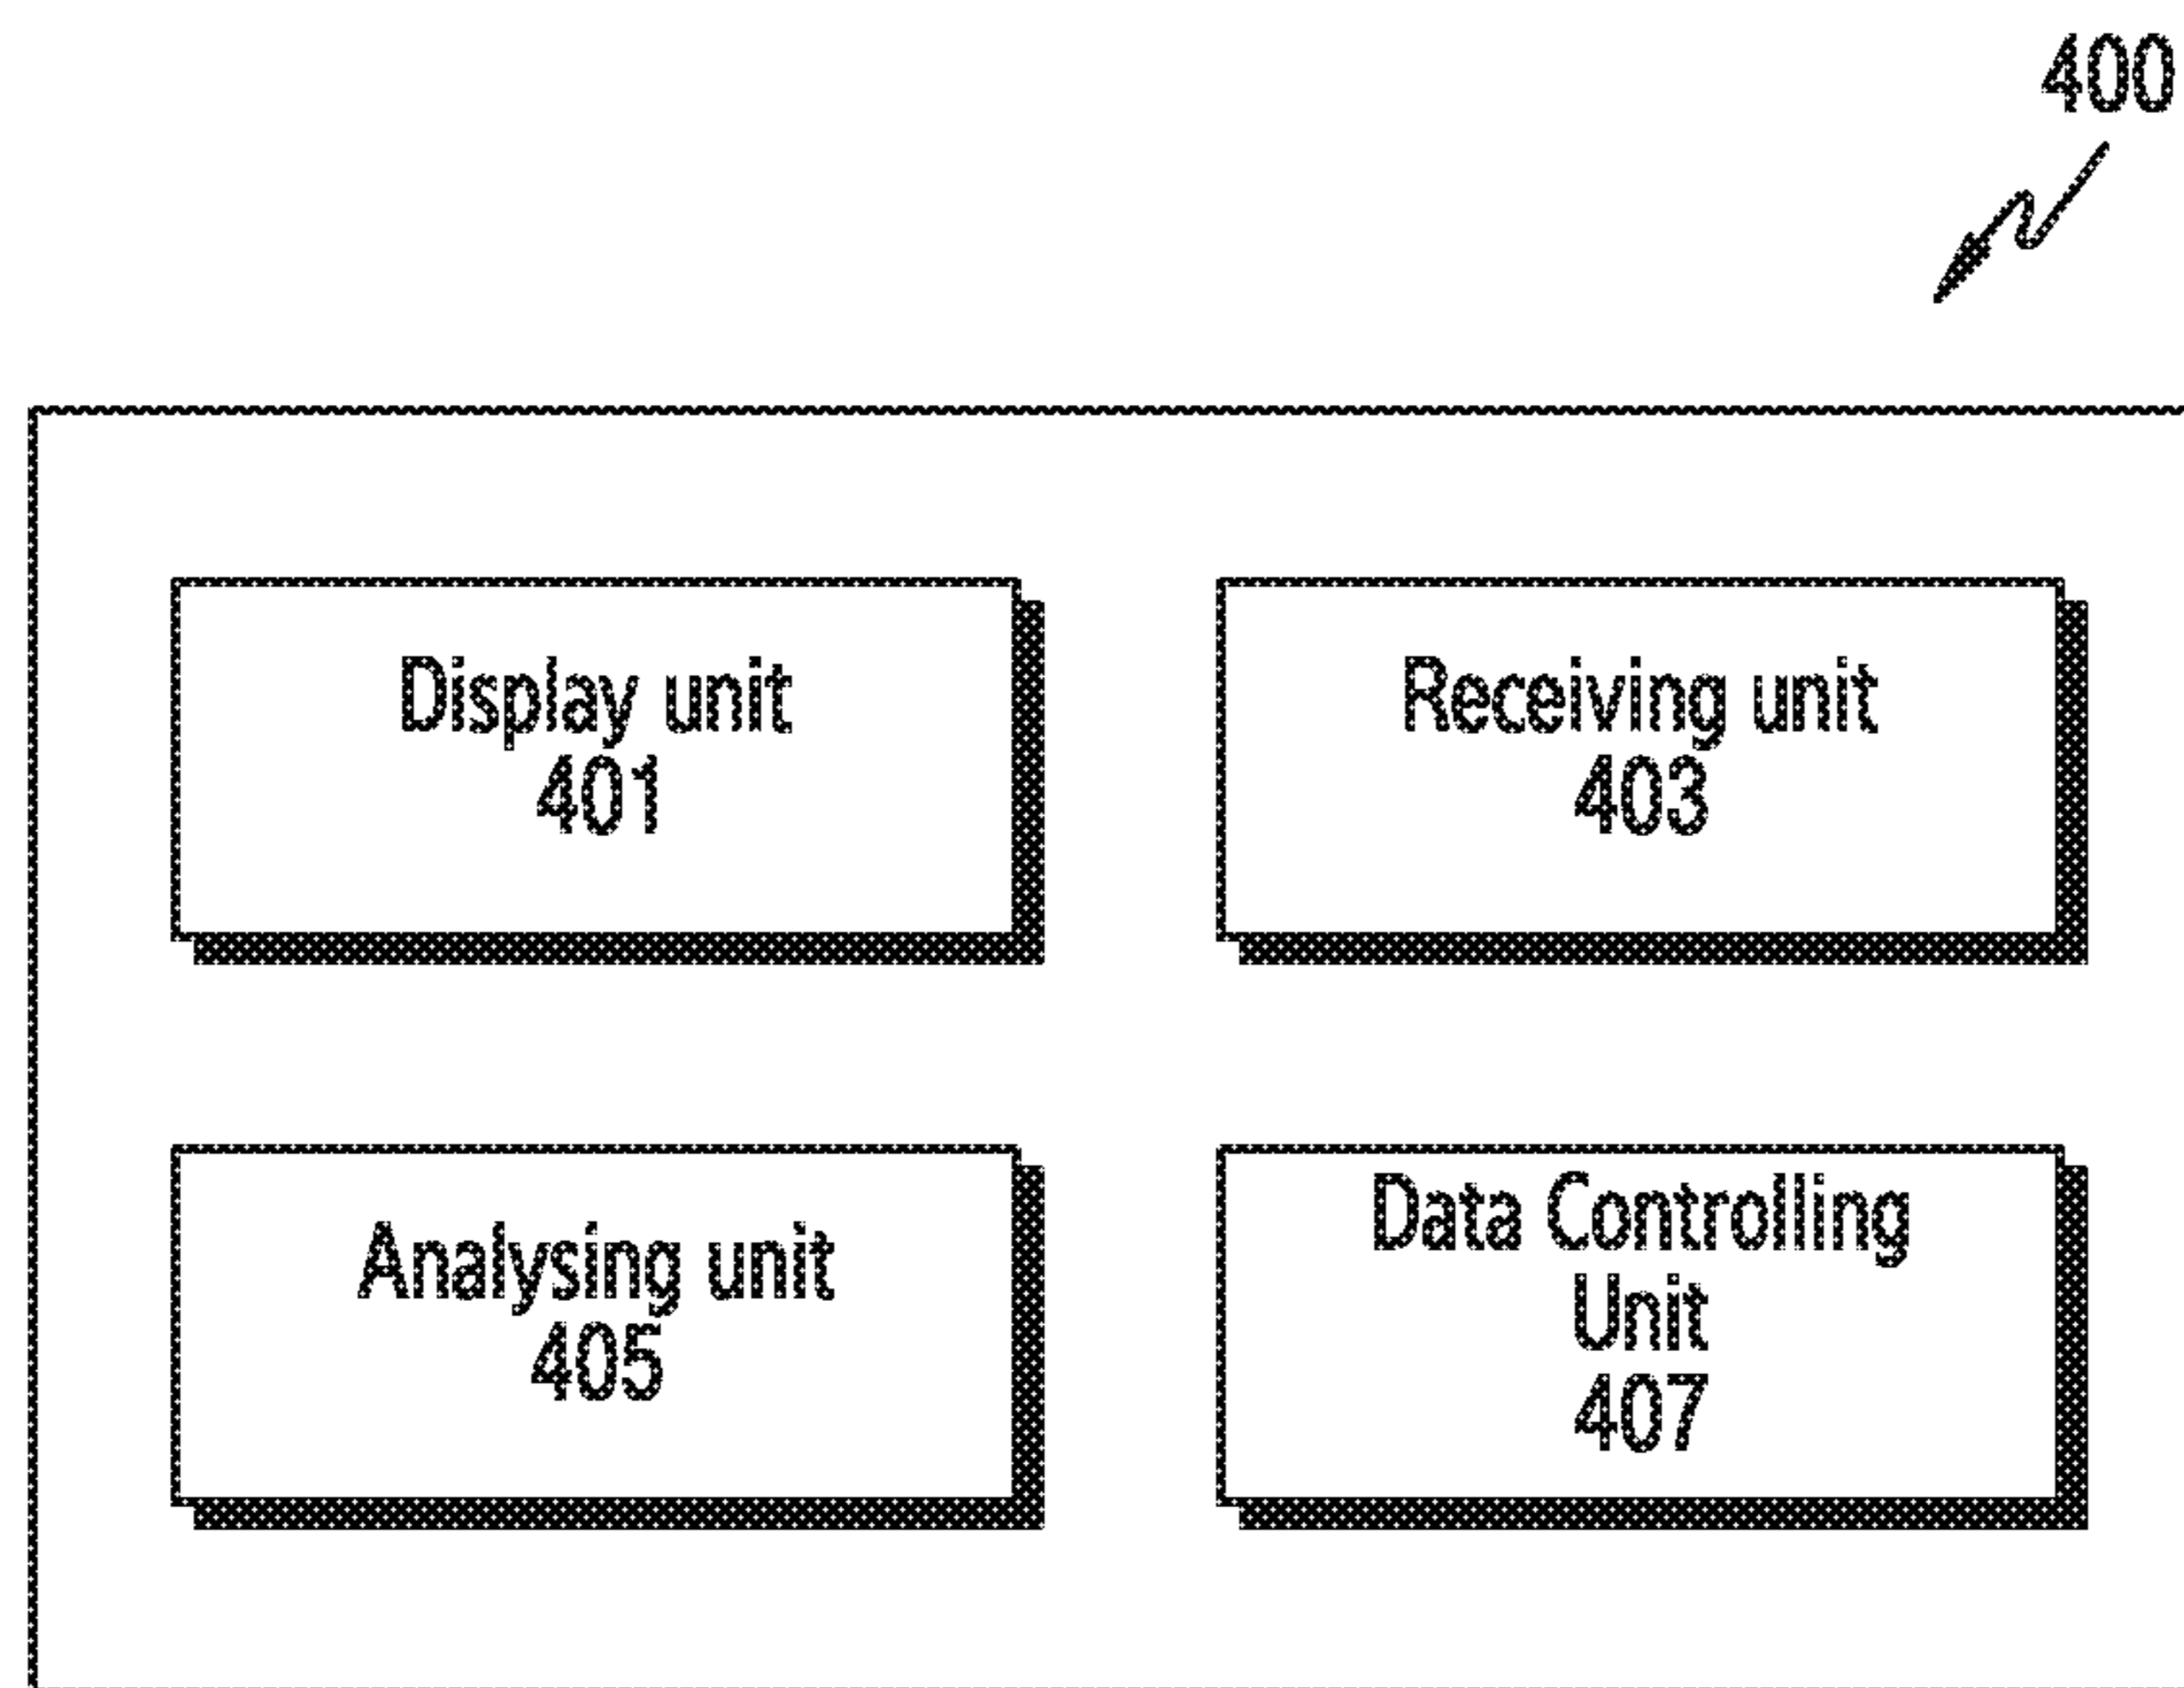 400
Display unit
401
Receiving unit
403
Analysing unit
405
Data Controlling
Unit
407